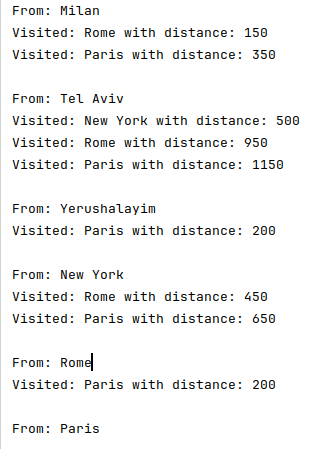 From: Milan
Visited: Rome with distance: 150
Visited: Paris with distance: 350
From: Tel Aviv
Visited: New York with distance: 500
Visited: Rome with distance: 950
Visited: Paris with distance: 1150
From: Yerushalayim
Visited: Paris with distance: 200
From: New York
Visited: Rome with distance: 450
Visited: Paris with distance: 650
From: Rome
Visited: Paris with distance: 200
From: Paris